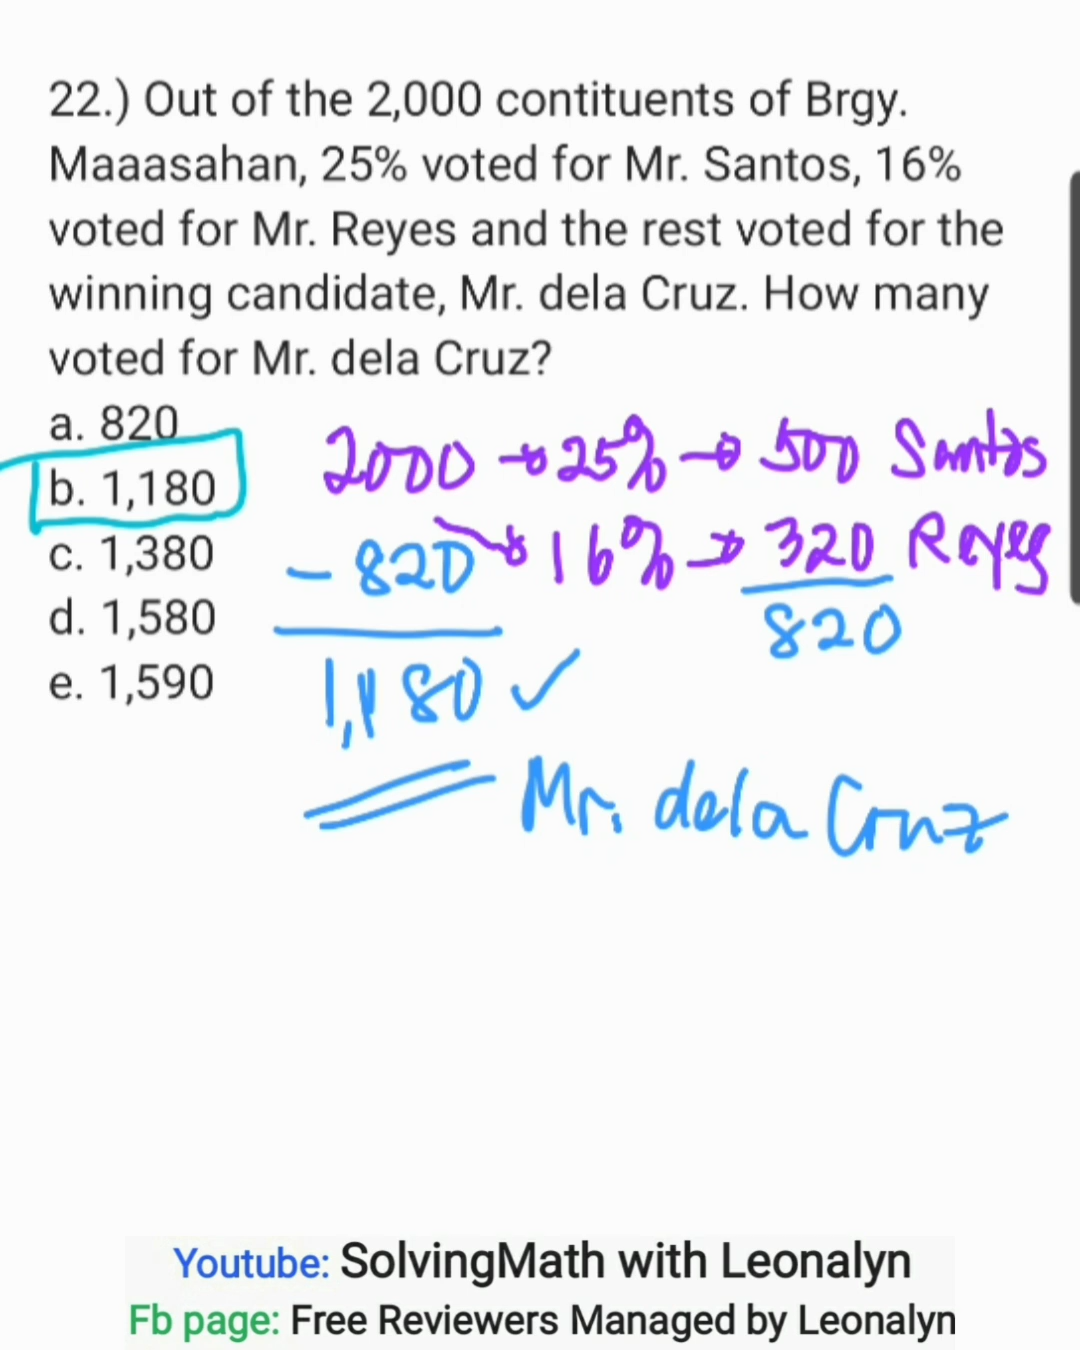 22.) Out of the 2,000 contituents of Brgy.
Maaasahan, 25% voted for Mr. Santos, 16%
voted for Mr. Reyes and the rest voted for the
winning candidate, Mr. dela Cruz. How many
voted for Mr. dela Cruz?
a. 820
b. 1,180
c. 1,380
d. 1,580
e. 1,590
2000 → 25% → 500 Santos
- 820 → 16% → 320 Reyes
820
1,180 ✓
Mr. dela Cruz
Youtube: SolvingMath with Leonalyn
Fb page: Free Reviewers Managed by Leonalyn